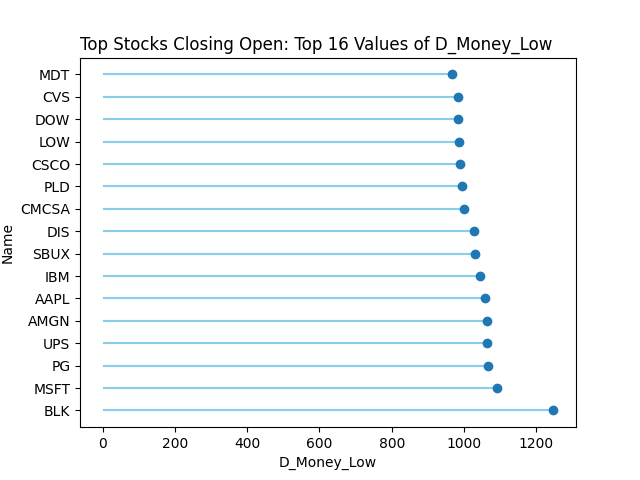 Top Stocks Closing Open: Top 16 Values of D_Money_Low
MDT
CVS
DOW
LOW
CSCO
PLD
CMCSA
DIS
SBUX
IBM
AAPL
AMGN
UPS
PG
MSFT
BLK
Name
0 200 400 600 800 1000 1200
D_Money_Low